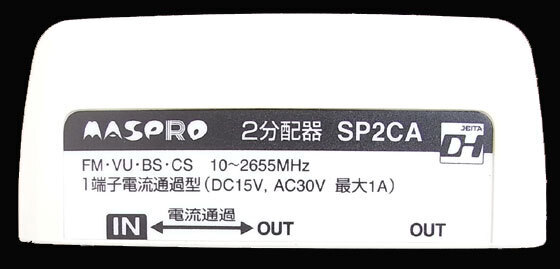 MASPRO 2分配器 SP2CA JEITA DH
FM・VU・BS・CS 10～2655MHz
1端子電流通過型(DC15V, AC30V 最大1A)
電流通過
IN OUT OUT